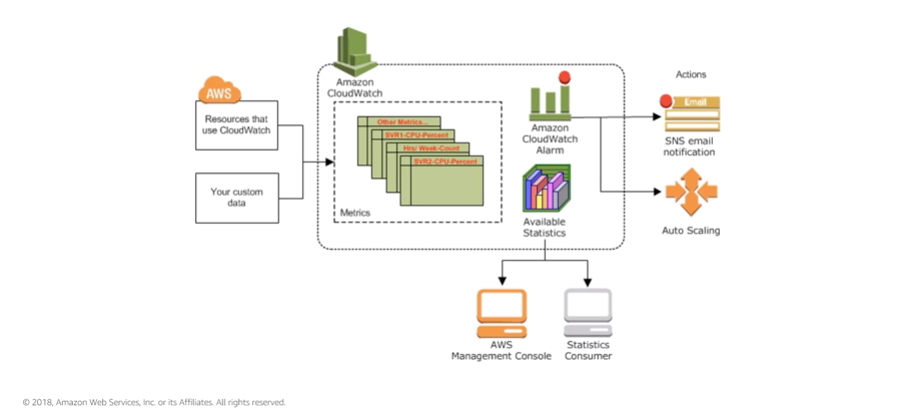 AWS
Resources that
use CloudWatch
Your custom
data
Amazon
CloudWatch
Other Metrics...
SVR1-CPU-Percent
Hrs/ Week-Count
SVR2-CPU-Percent
Metrics
Amazon
CloudWatch
Alarm
Available
Statistics
Actions
Email
SNS email
notification
Auto Scaling
AWS
Management Console
Statistics
Consumer
© 2018, Amazon Web Services, Inc. or its Affiliates. All rights reserved.